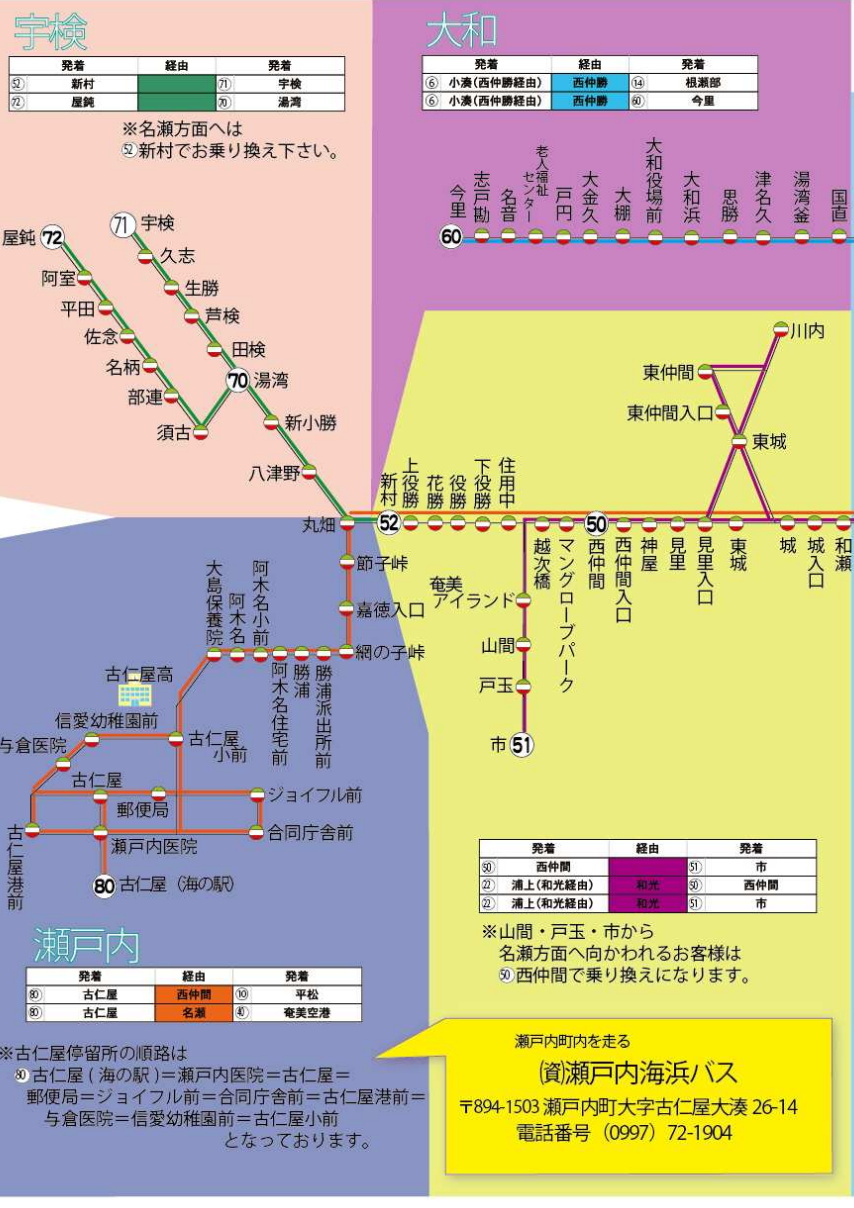 宇検
発着 経由 発着
52 新村 71 宇検
72 屋鈍 70 湯湾
※名瀬方面へは
52新村でお乗り換え下さい。
大和
発着 経由 発着
⑥ 小湊(西仲勝経由) 西仲勝 ⑭ 根瀬部
⑥ 小湊(西仲勝経由) 西仲勝 60 今里
60
今里
志戸勘
名音
老人福祉センター
戸円
大金久
大棚
大和役場前
大和浜
思勝
津名久
湯湾釜
国直
屋鈍 72
阿室
平田
佐念
名柄
部連
須古
71 宇検
久志
生勝
芦検
田検
70 湯湾
新小勝
八津野
丸畑
52
新村
上役勝
花勝
役勝
下役勝
住用中
越次橋
マングローブパーク
50
西仲間
西仲間入口
神屋
見里
見里入口
東城
城
城入口
和瀬
川内
東仲間
東仲間入口
東城
奄美
アイランド
山間
戸玉
市 51
節子峠
嘉徳入口
網の子峠
勝浦派出所前
勝浦
阿木名住宅前
阿木名小前
阿木名
大島保養院
古仁屋高
古仁屋
小前
信愛幼稚園前
与倉医院
古仁屋
郵便局
ジョイフル前
合同庁舎前
瀬戸内医院
古仁屋港前
80 古仁屋（海の駅）
発着 経由 発着
50 西仲間 51 市
22 浦上(和光経由) 和光 50 西仲間
22 浦上(和光経由) 和光 51 市
※山間・戸玉・市から
名瀬方面へ向かわれるお客様は
50西仲間で乗り換えになります。
瀬戸内
発着 経由 発着
80 古仁屋 西仲間 ⑩ 平松
80 古仁屋 名瀬 40 奄美空港
※古仁屋停留所の順路は
80 古仁屋(海の駅)＝瀬戸内医院＝古仁屋＝
郵便局＝ジョイフル前＝合同庁舎前＝古仁屋港前＝
与倉医院＝信愛幼稚園前＝古仁屋小前
となっております。
瀬戸内町内を走る
㈾瀬戸内海浜バス
〒894-1503 瀬戸内町大字古仁屋大湊 26-14
電話番号（0997）72-1904